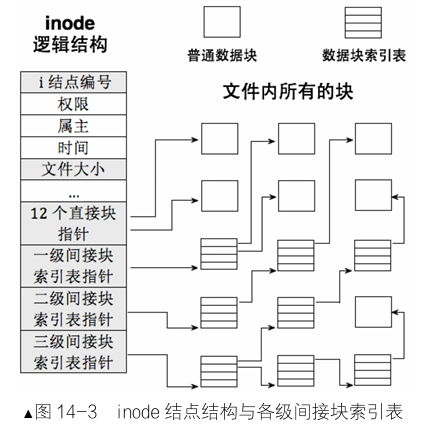 inode
逻辑结构
普通数据块
数据块索引表
文件内所有的块
i 结点编号
权限
属主
时间
文件大小
...
12 个直接块
指针
一级间接块
索引表指针
二级间接块
索引表指针
三级间接块
索引表指针
▲图 14-3 inode 结点结构与各级间接块索引表